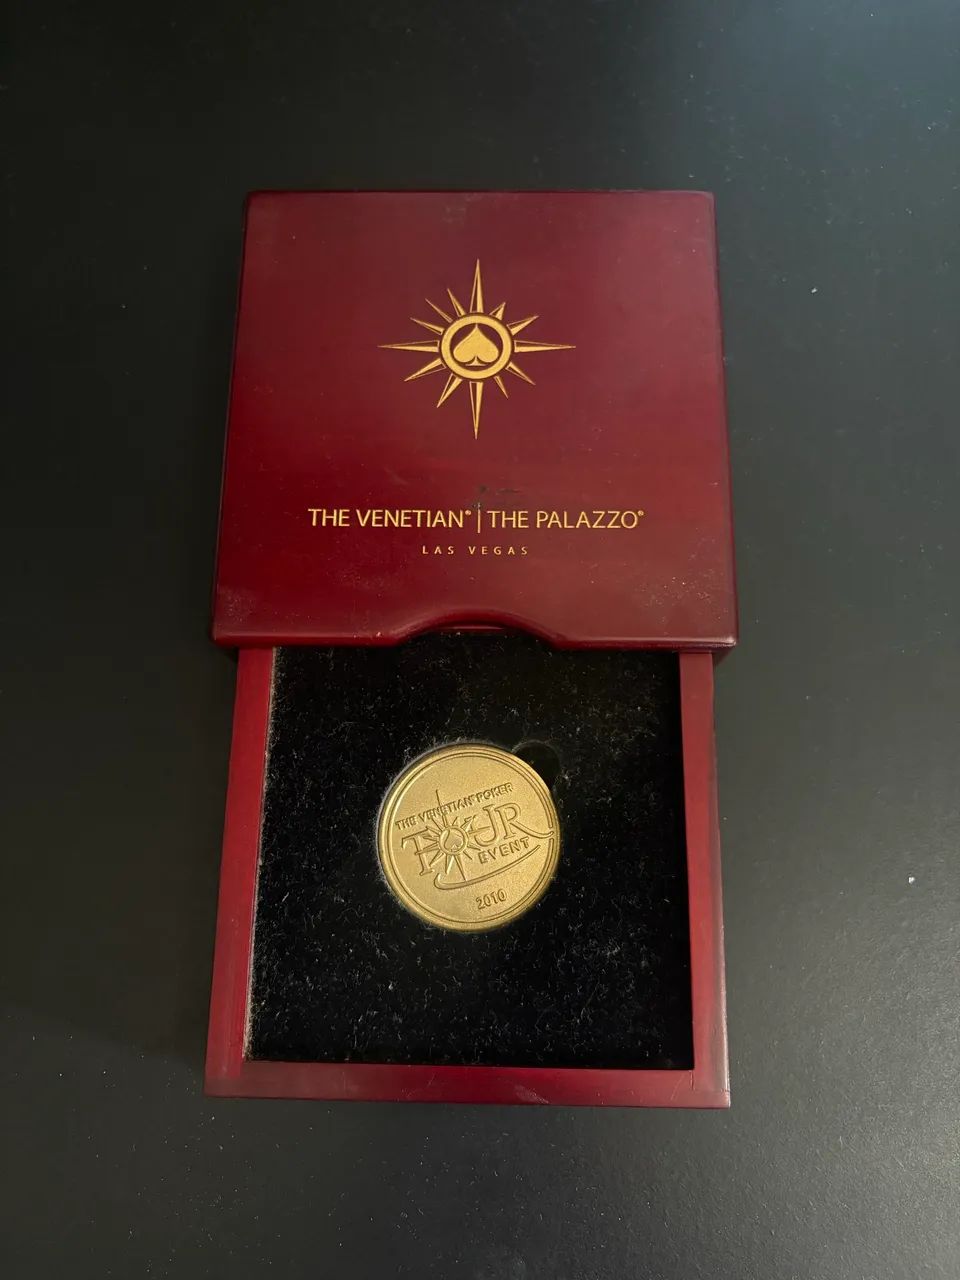 THE VENETIAN® | THE PALAZZO®
LAS VEGAS
THE VENETIAN® POKER
TOUR
EVENT
2010